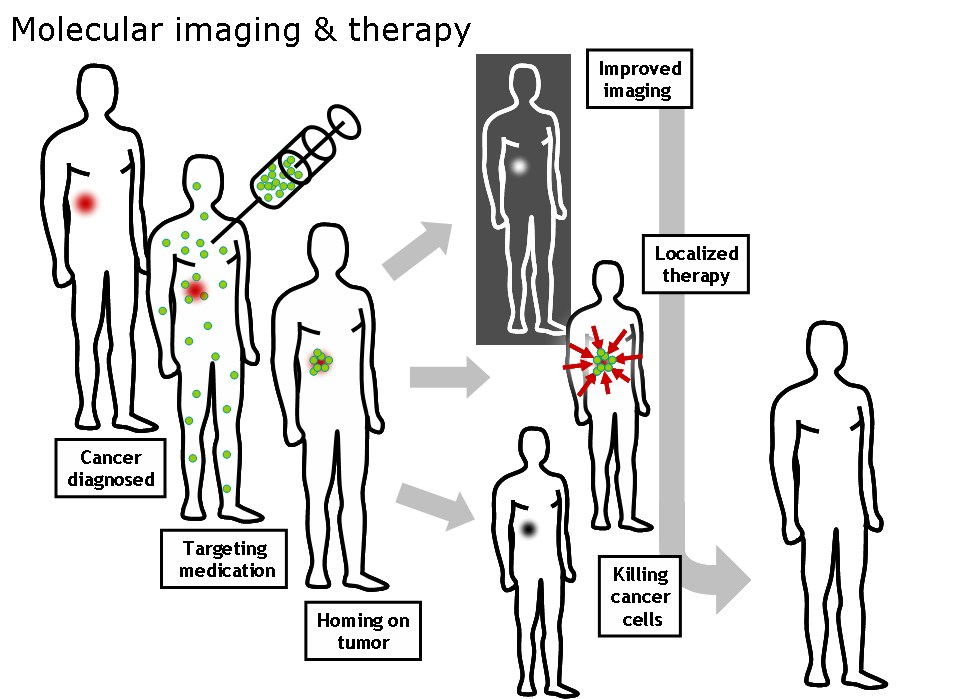 Molecular imaging & therapy
Improved
imaging
Localized
therapy
Cancer
diagnosed
Targeting
medication
Homing on
tumor
Killing
cancer
cells